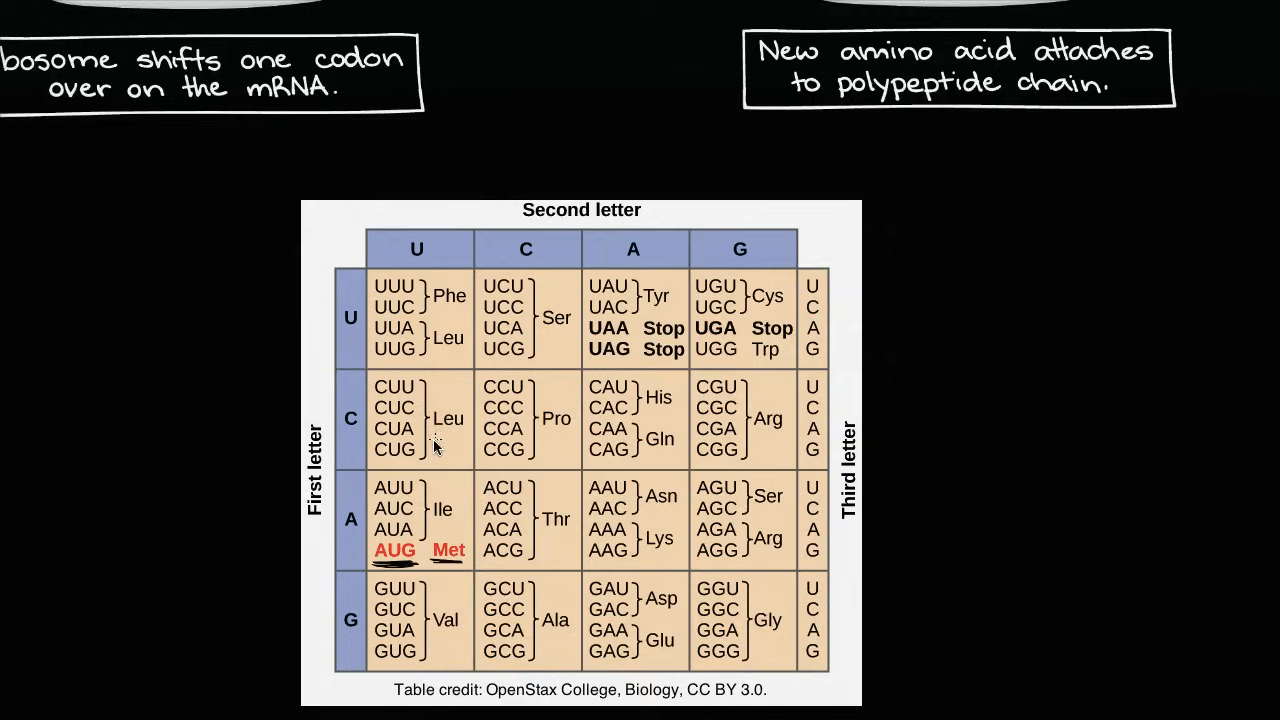 bosome shifts one codon
over on the mRNA.
New amino acid attaches
to polypeptide chain.
Second letter
U C A G
First letter
Third letter
U
UUU
UUC
Phe
UUA
UUG
Leu
UCU
UCC
UCA
UCG
Ser
UAU
UAC
Tyr
UAA Stop
UAG Stop
UGU
UGC
Cys
UGA Stop
UGG Trp
U
C
A
G
C
CUU
CUC
CUA
CUG
Leu
CCU
CCC
CCA
CCG
Pro
CAU
CAC
His
CAA
CAG
Gln
CGU
CGC
CGA
CGG
Arg
U
C
A
G
A
AUU
AUC
AUA
Ile
AUG Met
ACU
ACC
ACA
ACG
Thr
AAU
AAC
Asn
AAA
AAG
Lys
AGU
AGC
Ser
AGA
AGG
Arg
U
C
A
G
G
GUU
GUC
GUA
GUG
Val
GCU
GCC
GCA
GCG
Ala
GAU
GAC
Asp
GAA
GAG
Glu
GGU
GGC
GGA
GGG
Gly
U
C
A
G
Table credit: OpenStax College, Biology, CC BY 3.0.